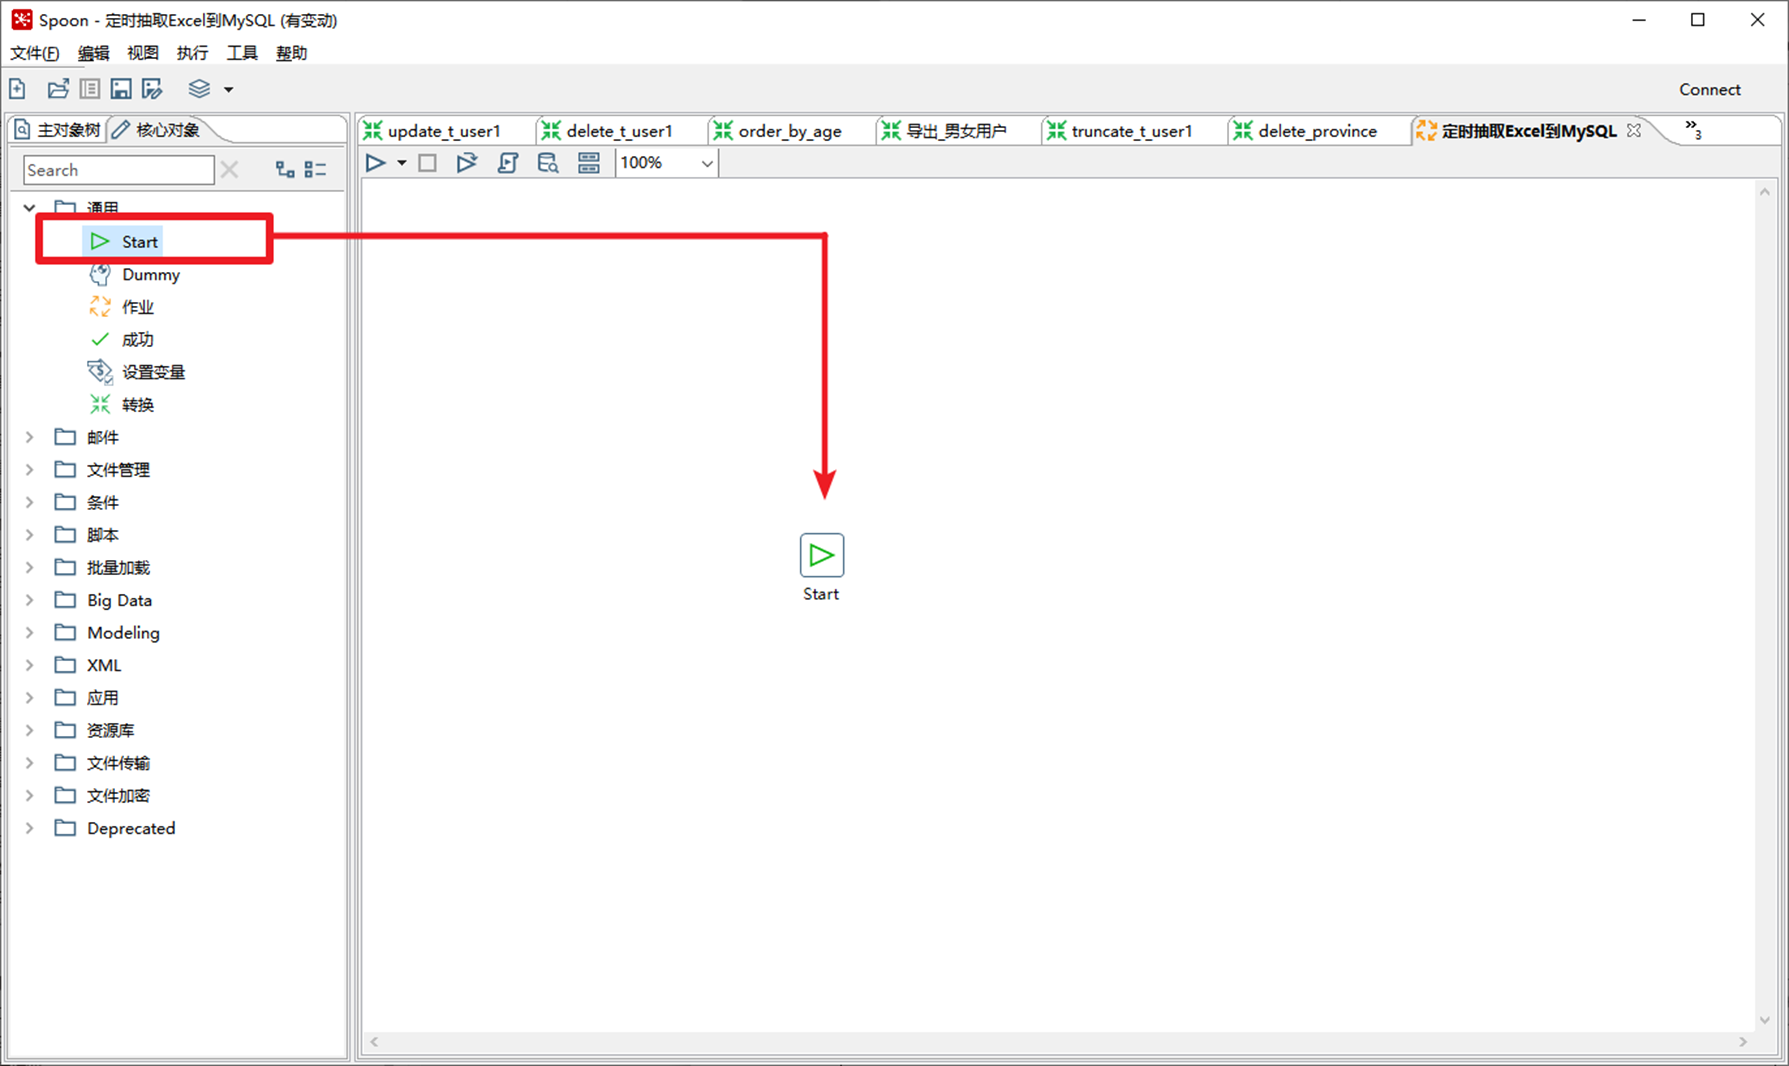 Spoon - 定时抽取Excel到MySQL (有变动)
文件(F) 编辑 视图 执行 工具 帮助
Connect
主对象树 核心对象
update_t_user1 delete_t_user1 order_by_age 导出_男女用户 truncate_t_user1 delete_province 定时抽取Excel到MySQL »3
Search
100%
通用
Start
Dummy
作业
成功
设置变量
转换
邮件
文件管理
条件
脚本
批量加载
Big Data
Modeling
XML
应用
资源库
文件传输
文件加密
Deprecated
Start